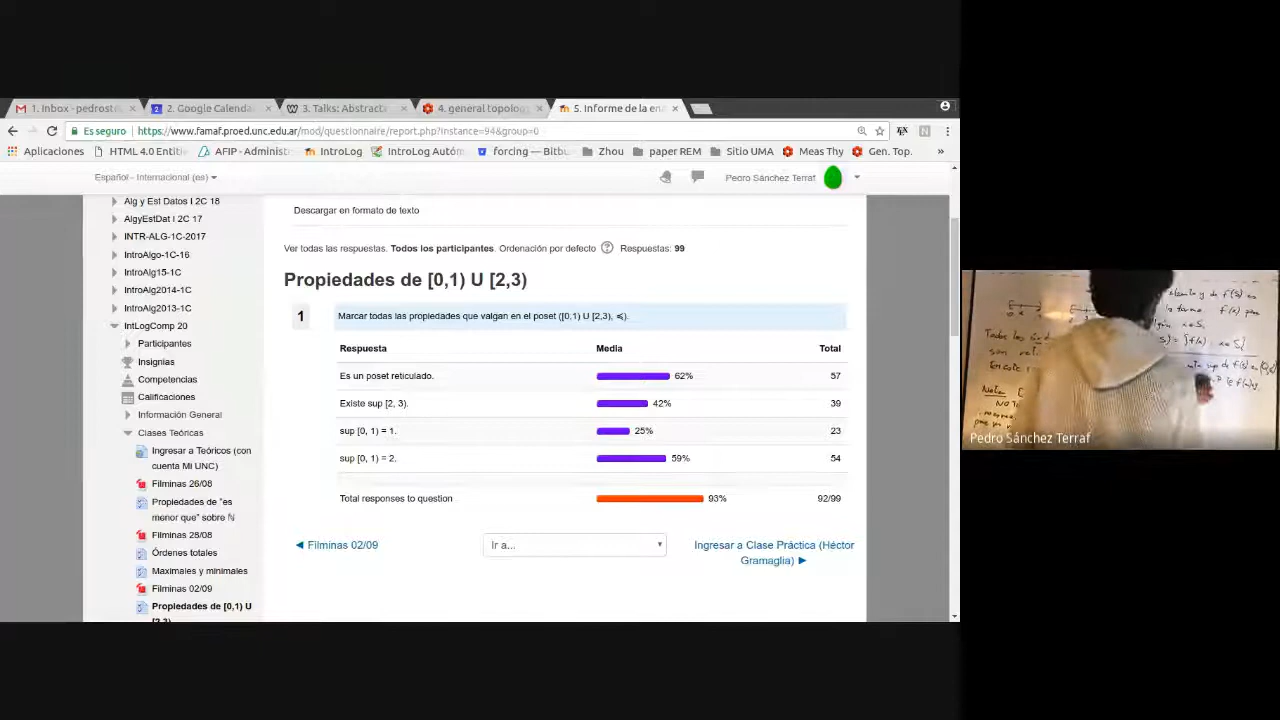 1. Inbox - pedrost
2. Google Calenda
3. Talks: Abstracta
4. general topolog
5. Informe de la en
Es seguro
https://www.famaf.proed.unc.edu.ar/mod/questionnaire/report.php?instance=94&group=0
Aplicaciones
HTML 4.0 Entiti
AFIP - Administ
IntroLog
IntroLog Autóm
forcing — Bitbu
Zhou
paper REM
Sitio UMA
Meas Thy
Gen. Top.
»
Español - Internacional (es)
Pedro Sánchez Terraf
Alg y Est Datos I 2C 18
AlgyEstDat I 2C 17
INTR-ALG-1C-2017
IntroAlgo-1C-16
IntroAlg15-1C
IntroAlg2014-1C
IntroAlg2013-1C
IntLogComp 20
Participantes
Insignias
Competencias
Calificaciones
Información General
Clases Teóricas
Ingresar a Teóricos (con
cuenta Mi UNC)
Filminas 26/08
Propiedades de "es
menor que" sobre ℕ
Filminas 28/08
Órdenes totales
Maximales y minimales
Filminas 02/09
Propiedades de [0,1) U
[2,3)
Descargar en formato de texto
Ver todas las respuestas. Todos los participantes. Ordenación por defecto ? Respuestas: 99
Propiedades de [0,1) U [2,3)
1
Marcar todas las propiedades que valgan en el poset ([0,1) U [2,3), ≼).
Respuesta Media Total
Es un poset reticulado. 62% 57
Existe sup [2, 3). 42% 39
sup [0, 1) = 1. 25% 23
sup [0, 1) = 2. 59% 54
Total responses to question 93% 92/99
◄ Filminas 02/09
Ir a...
Ingresar a Clase Práctica (Héctor
Gramaglia) ►
Pedro Sánchez Terraf